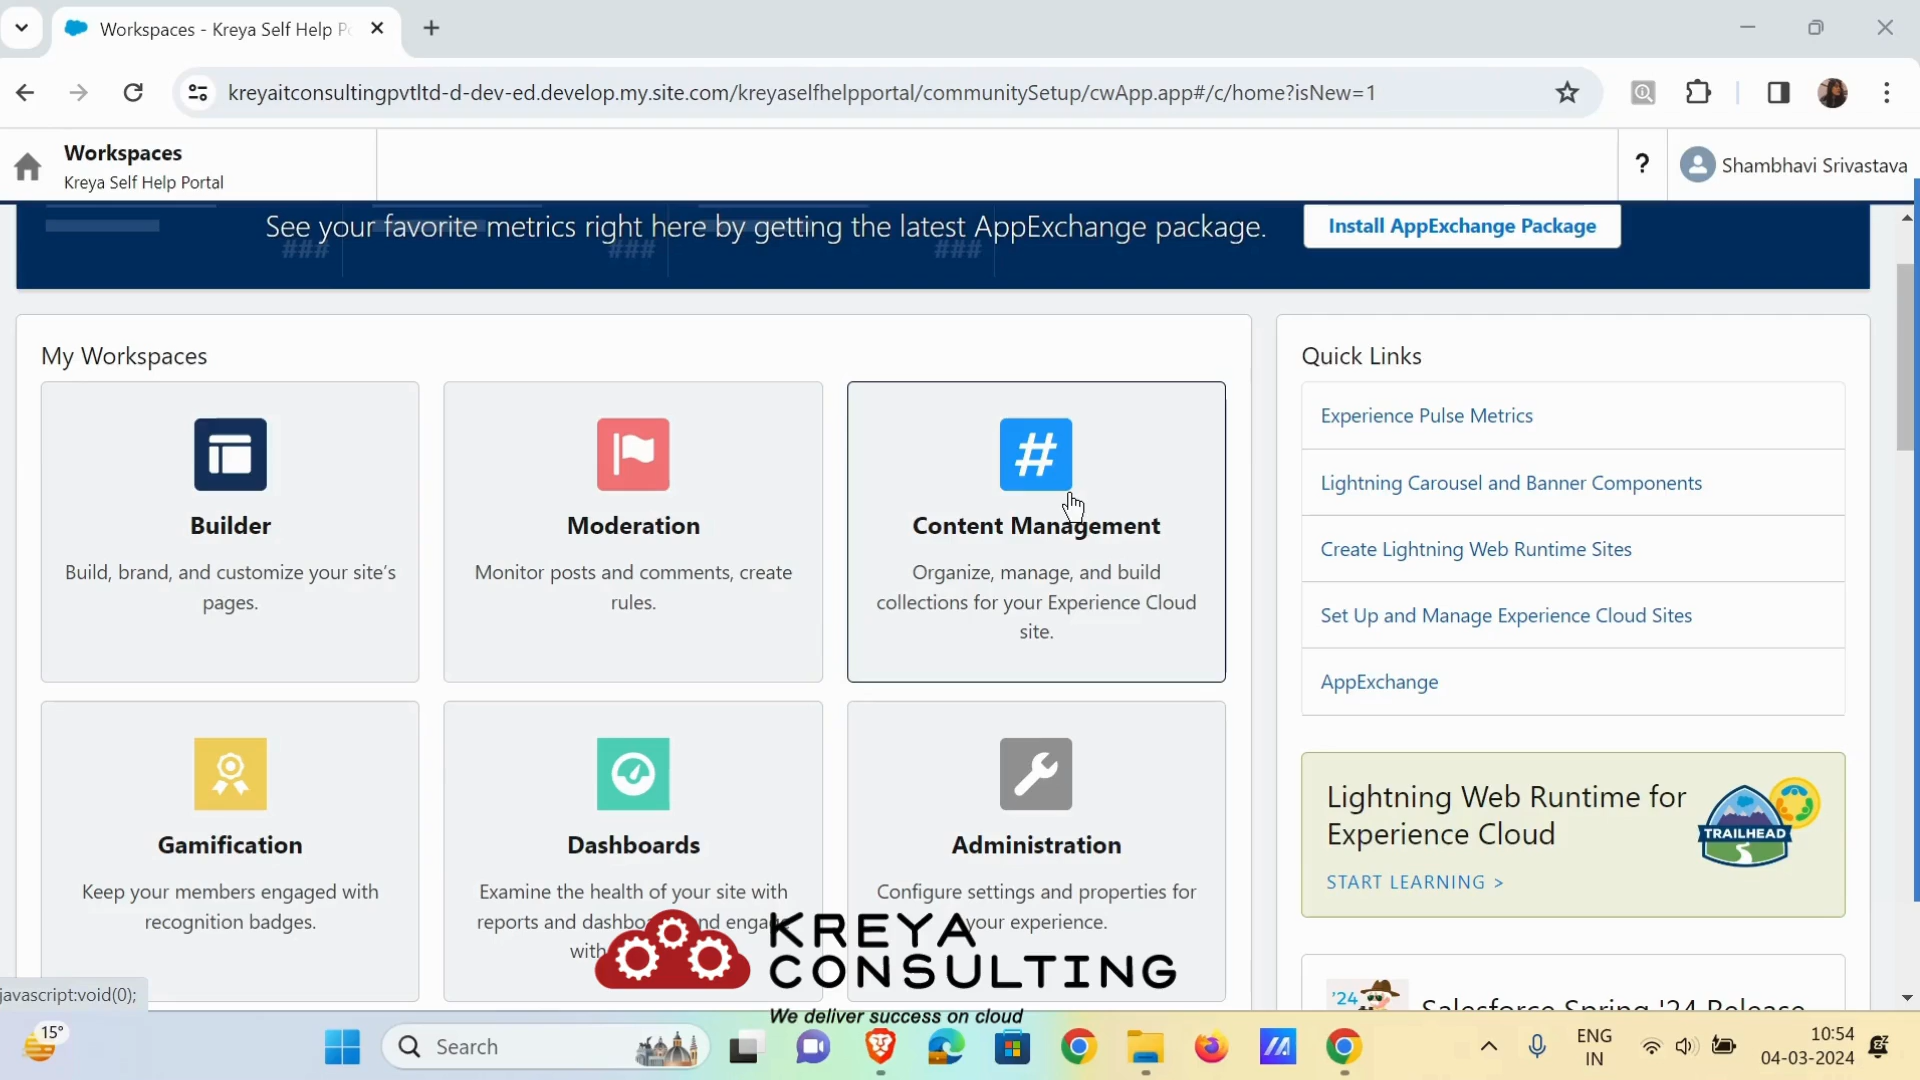 Workspaces - Kreya Self Help P
kreyaitconsultingpvtltd-d-dev-ed.develop.my.site.com/kreyaselfhelpportal/communitySetup/cwApp.app#/c/home?isNew=1
Workspaces
Kreya Self Help Portal
?
Shambhavi Srivastava
See your favorite metrics right here by getting the latest AppExchange package.
Install AppExchange Package
### ### ###
My Workspaces
Builder
Build, brand, and customize your site's
pages.
Moderation
Monitor posts and comments, create
rules.
#
Content Management
Organize, manage, and build
collections for your Experience Cloud
site.
Gamification
Keep your members engaged with
recognition badges.
Dashboards
Examine the health of your site with
reports and dashbo nd engag
with
Administration
Configure settings and properties for
your experience.
Quick Links
Experience Pulse Metrics
Lightning Carousel and Banner Components
Create Lightning Web Runtime Sites
Set Up and Manage Experience Cloud Sites
AppExchange
Lightning Web Runtime for
Experience Cloud
START LEARNING >
TRAILHEAD
'24
Salesforce Spring '24 Release
KREYA
CONSULTING
We deliver success on cloud
javascript:void(0);
15°
Search
ENG
IN
10:54
04-03-2024